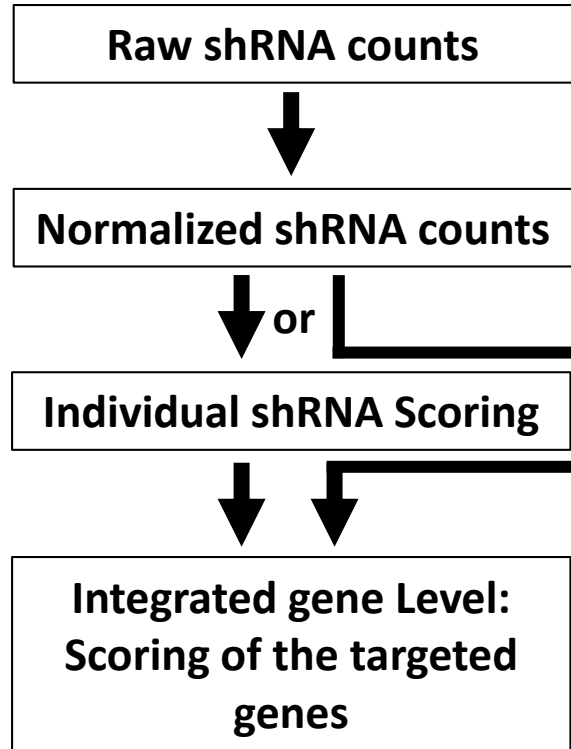 Raw shRNA counts
Normalized shRNA counts
or
Individual shRNA Scoring
Integrated gene Level:
Scoring of the targeted
genes